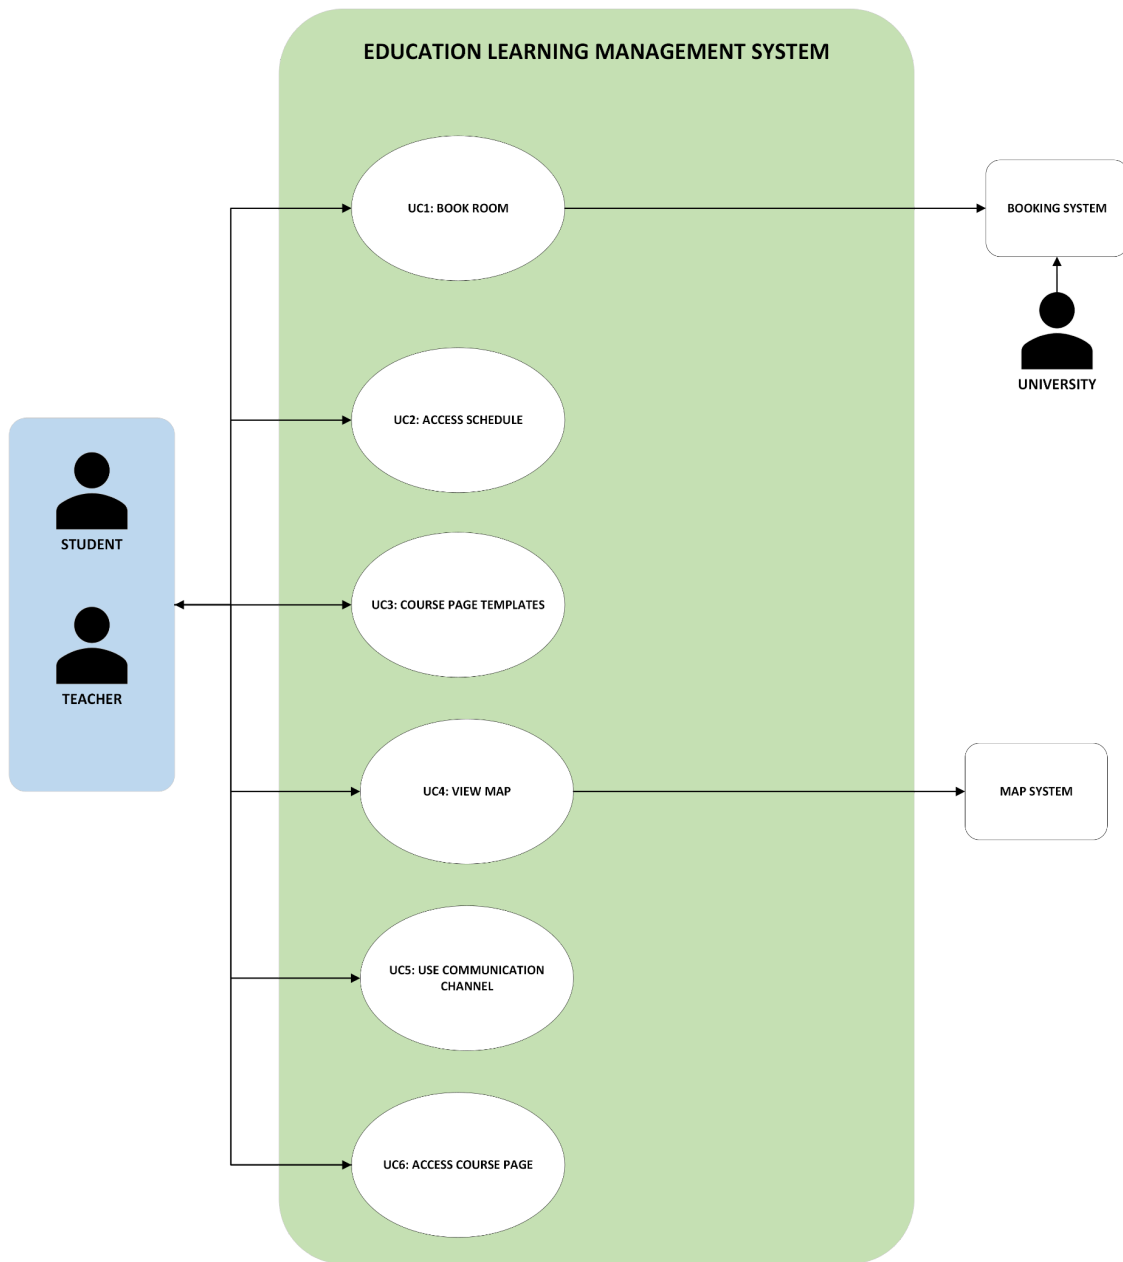 EDUCATION LEARNING MANAGEMENT SYSTEM
UC1: BOOK ROOM
BOOKING SYSTEM
UNIVERSITY
UC2: ACCESS SCHEDULE
STUDENT
UC3: COURSE PAGE TEMPLATES
TEACHER
UC4: VIEW MAP
MAP SYSTEM
UC5: USE COMMUNICATION
CHANNEL
UC6: ACCESS COURSE PAGE